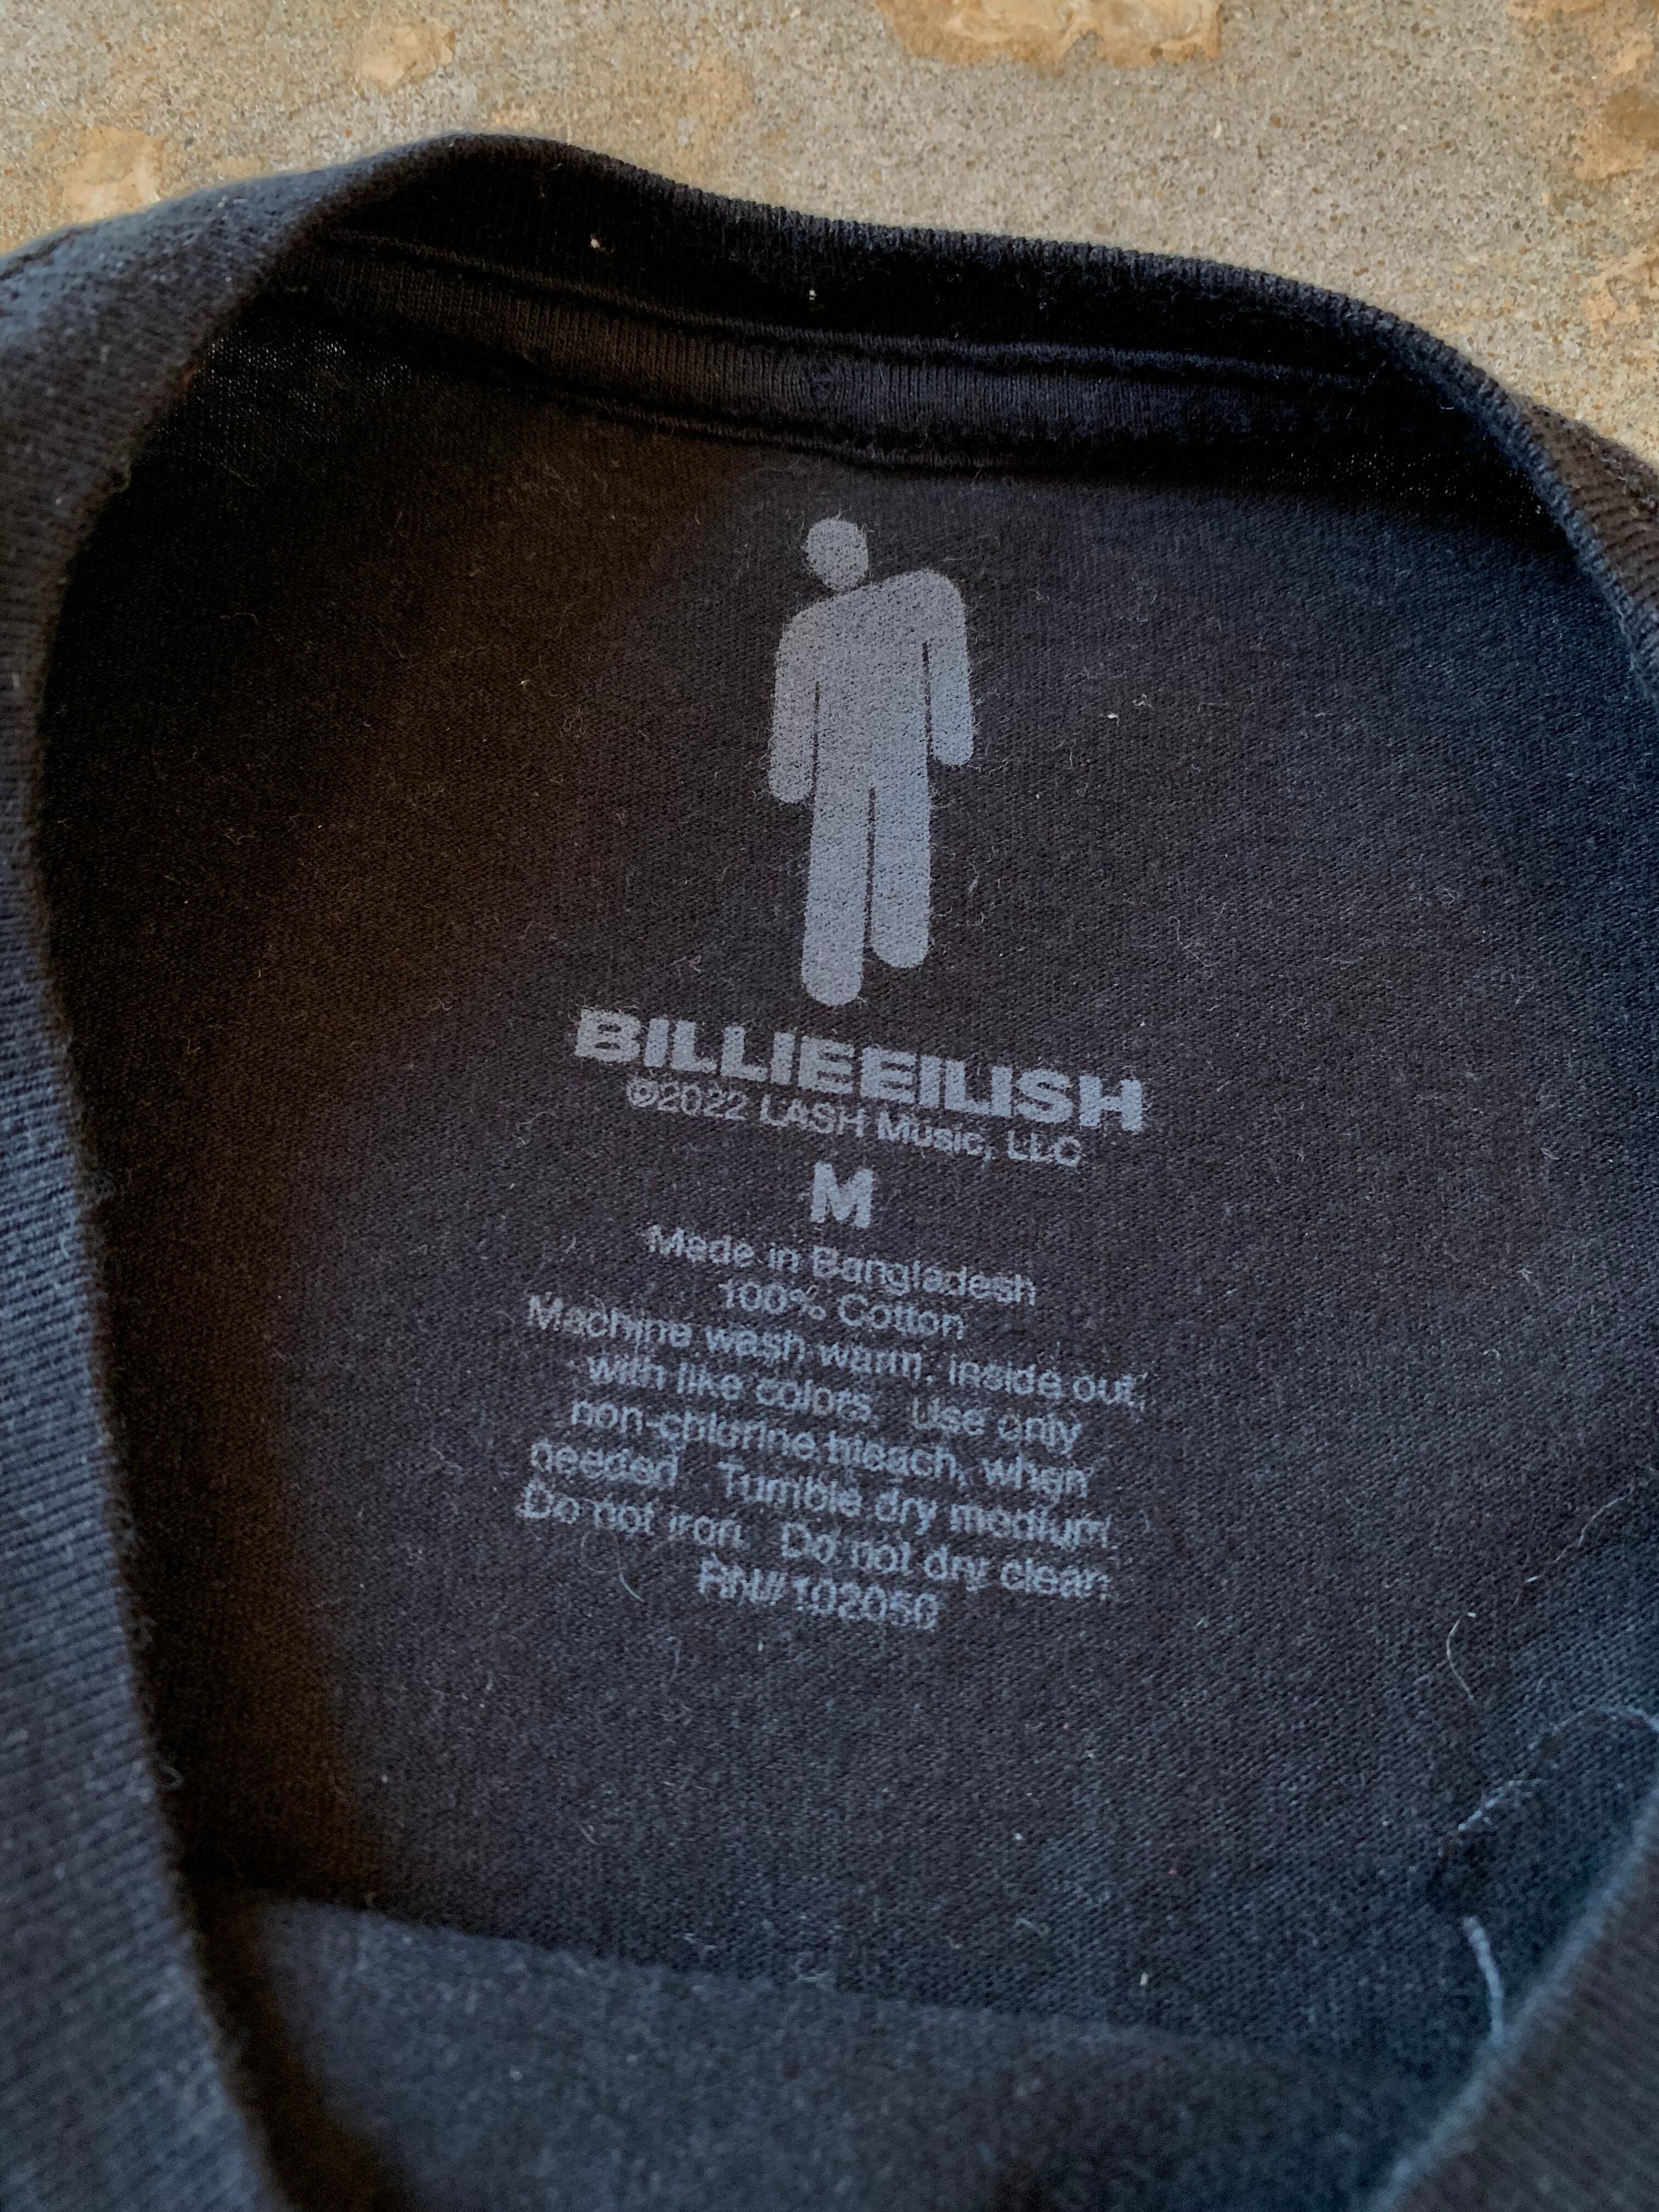 BILLIEEILISH
©2022 LASH Music, LLC
M
Made in Bangladesh
100% Cotton
Machine wash warm, inside out,
with like colors. Use only
non-chlorine bleach, when
needed. Tumble dry medium.
Do not iron. Do not dry clean.
RN# 102050